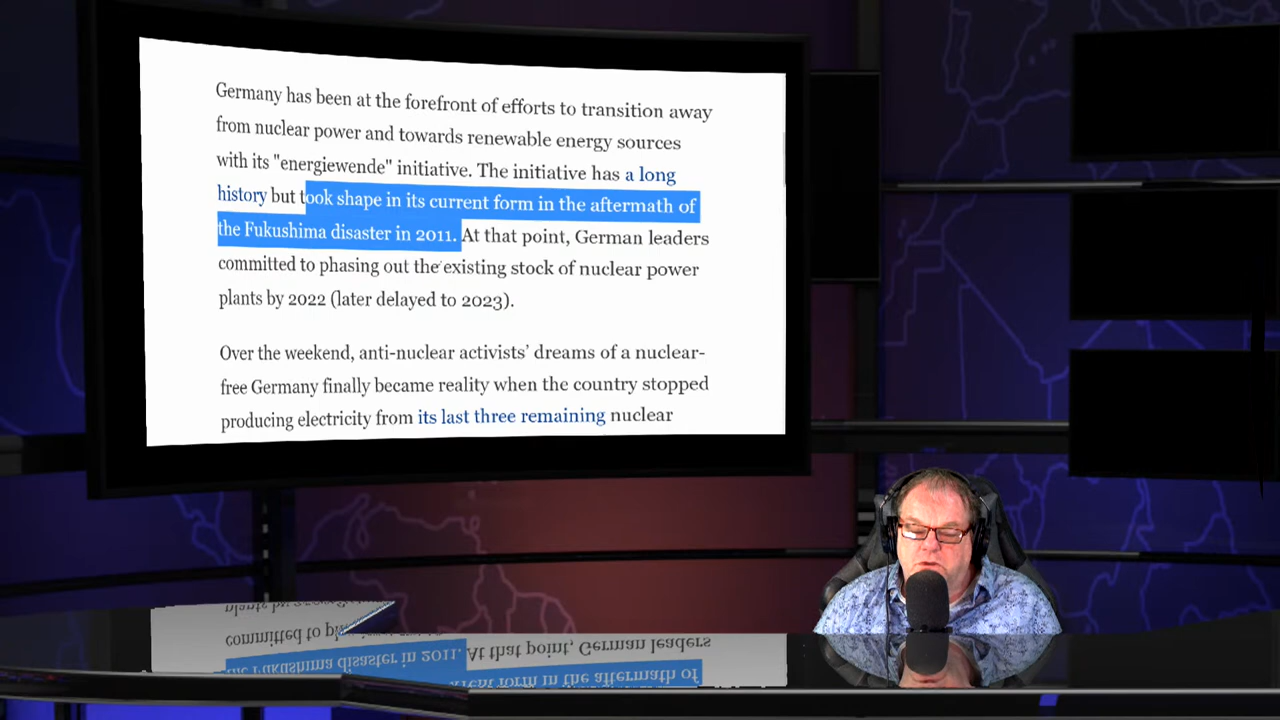 Germany has been at the forefront of efforts to transition away
from nuclear power and towards renewable energy sources
with its "energiewende" initiative. The initiative has a long
history but took shape in its current form in the aftermath of
the Fukushima disaster in 2011. At that point, German leaders
committed to phasing out the existing stock of nuclear power
plants by 2022 (later delayed to 2023).
Over the weekend, anti-nuclear activists’ dreams of a nuclear-
free Germany finally became reality when the country stopped
producing electricity from its last three remaining nuclear